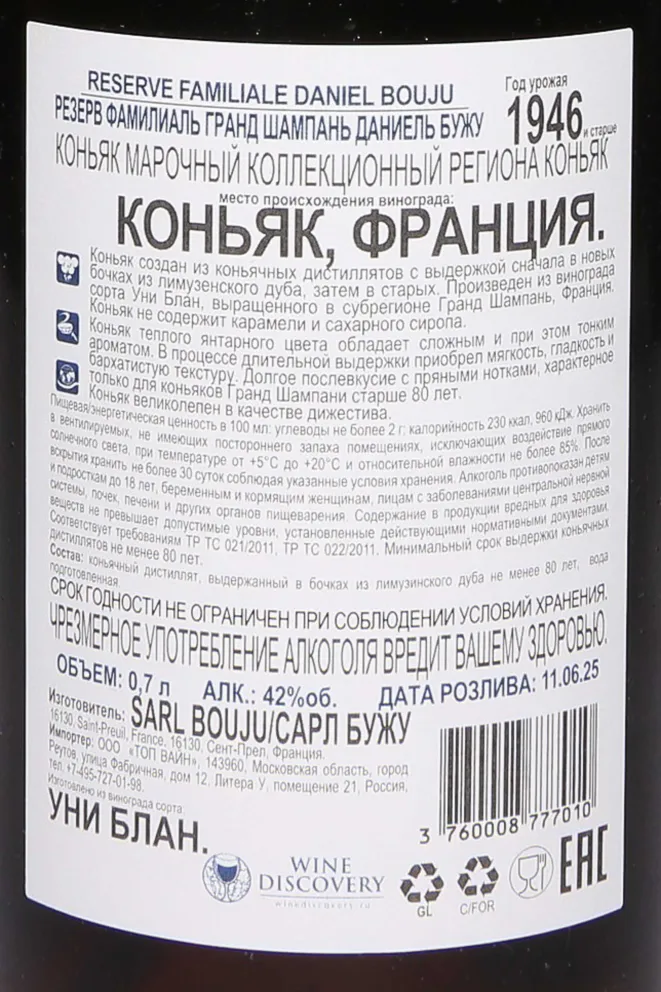 RESERVE FAMILIALE DANIEL BOUJU
Год урожая
РЕЗЕРВ ФАМИЛИАЛЬ ГРАНД ШАМПАНЬ ДАНИЕЛЬ БУЖУ
1946 и старше
КОНЬЯК МАРОЧНЫЙ КОЛЛЕКЦИОННЫЙ РЕГИОНА КОНЬЯК
место происхождения винограда:
КОНЬЯК, ФРАНЦИЯ.
Коньяк создан из коньячных дистиллятов с выдержкой сначала в новых
бочках из лимузенского дуба, затем в старых. Произведен из винограда
сорта Уни Блан, выращенного в субрегионе Гранд Шампань, Франция.
Коньяк не содержит карамели и сахарного сиропа.
Коньяк теплого янтарного цвета обладает сложным и при этом тонким
ароматом. В процессе длительной выдержки приобрел мягкость, гладкость и
бархатистую текстуру. Долгое послевкусие с пряными нотками, характерное
только для коньяков Гранд Шампани старше 80 лет.
Коньяк великолепен в качестве дижестива.
Пищевая/энергетическая ценность в 100 мл: углеводы не более 2 г; калорийность 230 ккал, 960 кДж. Хранить
в вентилируемых, не имеющих постороннего запаха помещениях, исключающих воздействие прямого
солнечного света, при температуре от +5°С до +20°С и относительной влажности не более 85%. После
вскрытия хранить не более 30 суток соблюдая указанные условия хранения. Алкоголь противопоказан детям
и подросткам до 18 лет, беременным и кормящим женщинам, лицам с заболеваниями центральной нервной
системы, почек, печени и других органов пищеварения. Содержание в продукции вредных для здоровья
веществ не превышает допустимые уровни, установленные действующими нормативными документами.
Соответствует требованиям ТР ТС 021/2011, ТР ТС 022/2011. Минимальный срок выдержки коньячных
дистиллятов не менее 80 лет.
Состав: коньячный дистиллят, выдержанный в бочках из лимузинского дуба не менее 80 лет, вода
подготовленная.
СРОК ГОДНОСТИ НЕ ОГРАНИЧЕН ПРИ СОБЛЮДЕНИИ УСЛОВИЙ ХРАНЕНИЯ.
ЧРЕЗМЕРНОЕ УПОТРЕБЛЕНИЕ АЛКОГОЛЯ ВРЕДИТ ВАШЕМУ ЗДОРОВЬЮ.
ОБЪЕМ: 0,7 л АЛК.: 42%об. ДАТА РОЗЛИВА: 11.06.25
Изготовитель: SARL BOUJU/САРЛ БУЖУ
16130, Saint-Preuil, France, 16130, Сент-Прел, Франция.
Импортер: ООО «ТОП ВАЙН», 143960, Московская область, город
Реутов, улица Фабричная, дом 12, Литера У, помещение 21, Россия,
тел. +7-495-727-01-98.
Изготовлено из винограда сорта:
УНИ БЛАН.
3 760008 777010
WINE
DISCOVERY
winediscovery.ru
GL
C/FOR
EAC